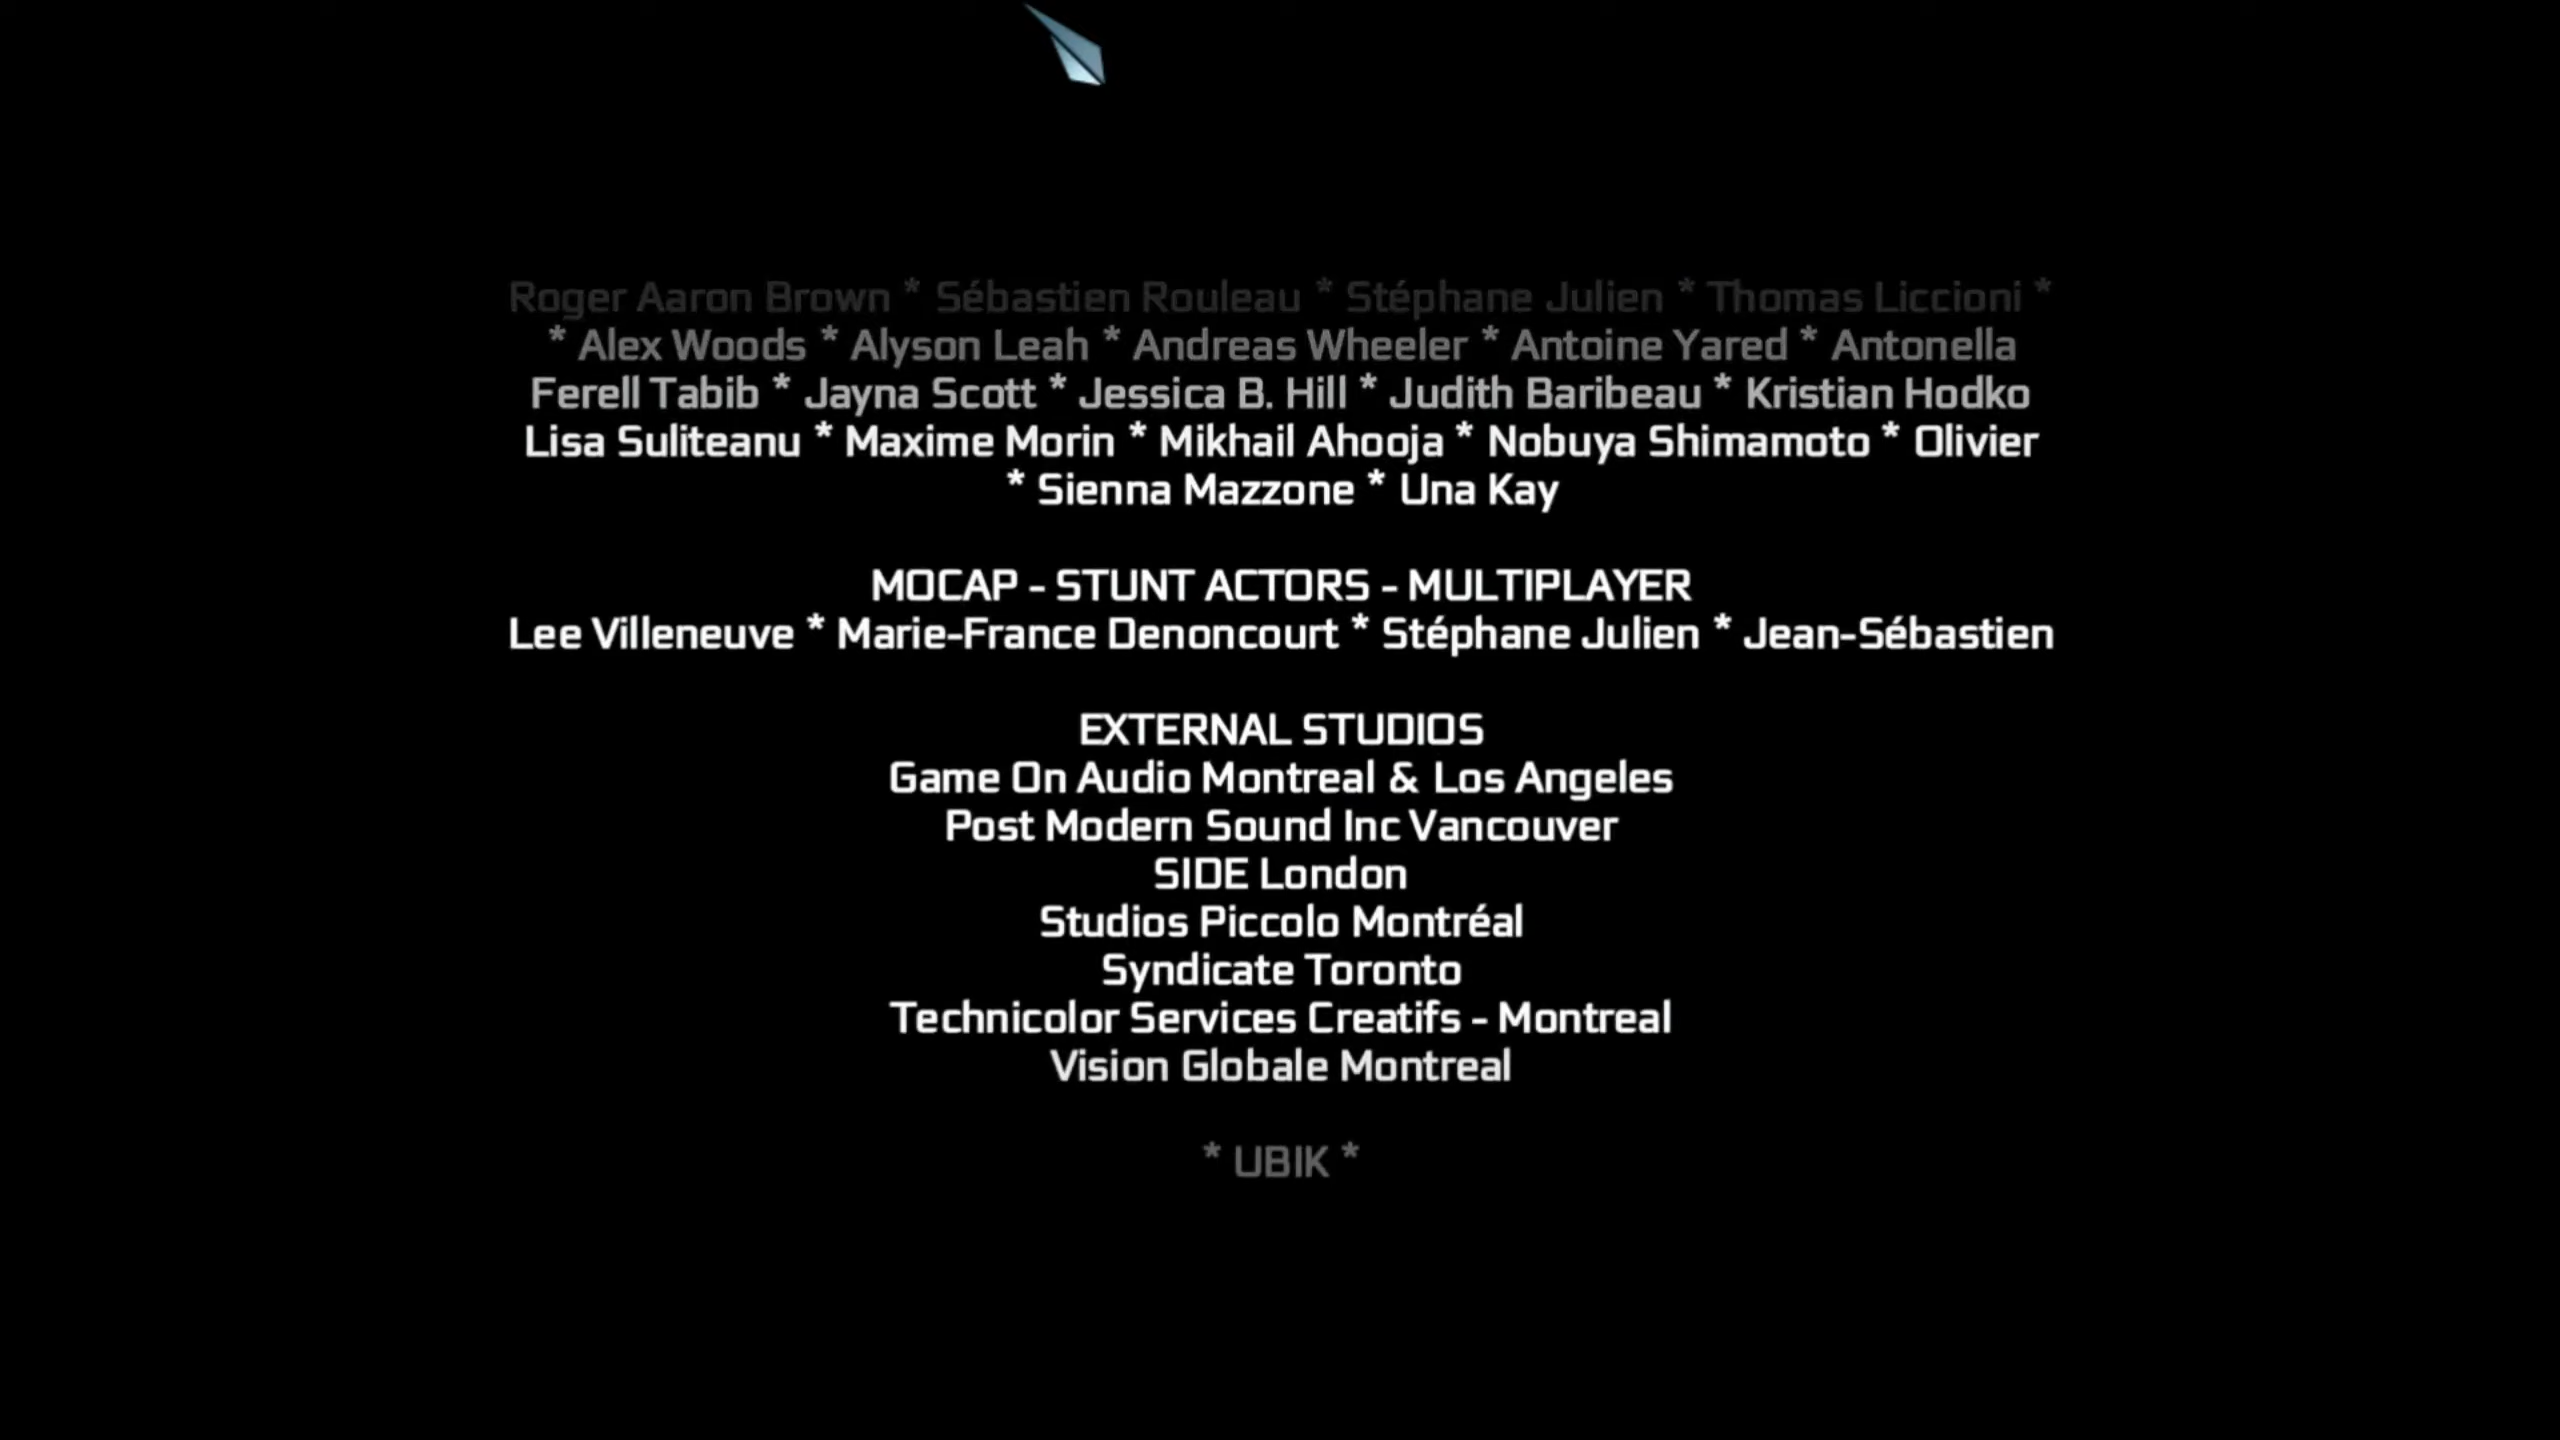 Roger Aaron Brown * Sébastien Rouleau * Stéphane Julien * Thomas Liccioni *
* Alex Woods * Alyson Leah * Andreas Wheeler * Antoine Yared * Antonella
Ferell Tabib * Jayna Scott * Jessica B. Hill * Judith Baribeau * Kristian Hodko
Lisa Suliteanu * Maxime Morin * Mikhail Ahooja * Nobuya Shimamoto * Olivier
* Sienna Mazzone * Una Kay
MOCAP - STUNT ACTORS - MULTIPLAYER
Lee Villeneuve * Marie-France Denoncourt * Stéphane Julien * Jean-Sébastien
EXTERNAL STUDIOS
Game On Audio Montreal & Los Angeles
Post Modern Sound Inc Vancouver
SIDE London
Studios Piccolo Montréal
Syndicate Toronto
Technicolor Services Creatifs - Montreal
Vision Globale Montreal
* UBIK *